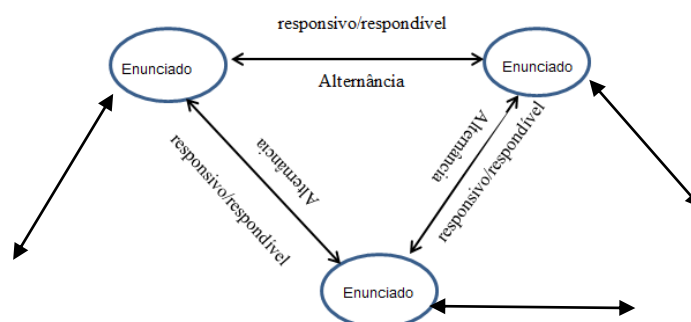 responsivo/respondível
Enunciado
Enunciado
Alternância
Alternância
responsivo/respondível
Alternância
responsivo/respondível
Enunciado